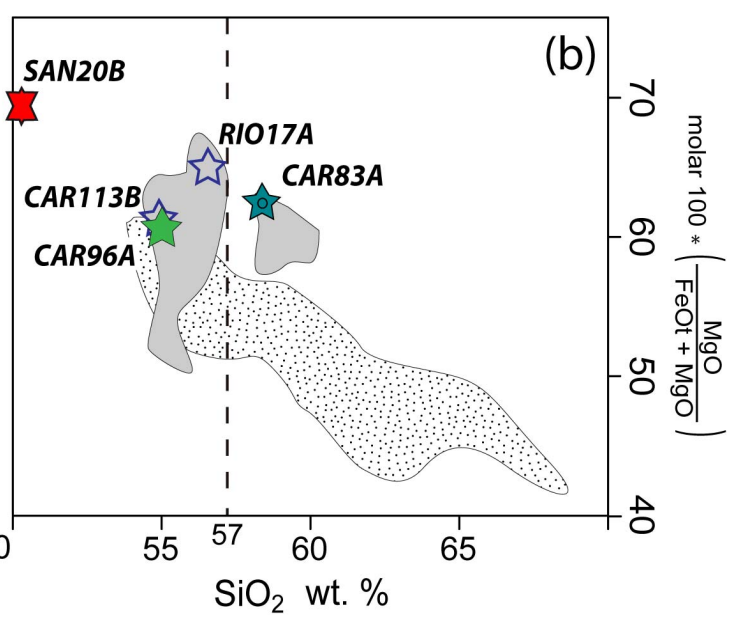 (b)
SAN20B
RIO17A
CAR83A
CAR113B
CAR96A
70
60
50
40
molar 100 * ( MgO
FeOt + MgO )
0
55
57
60
65
SiO₂ wt. %